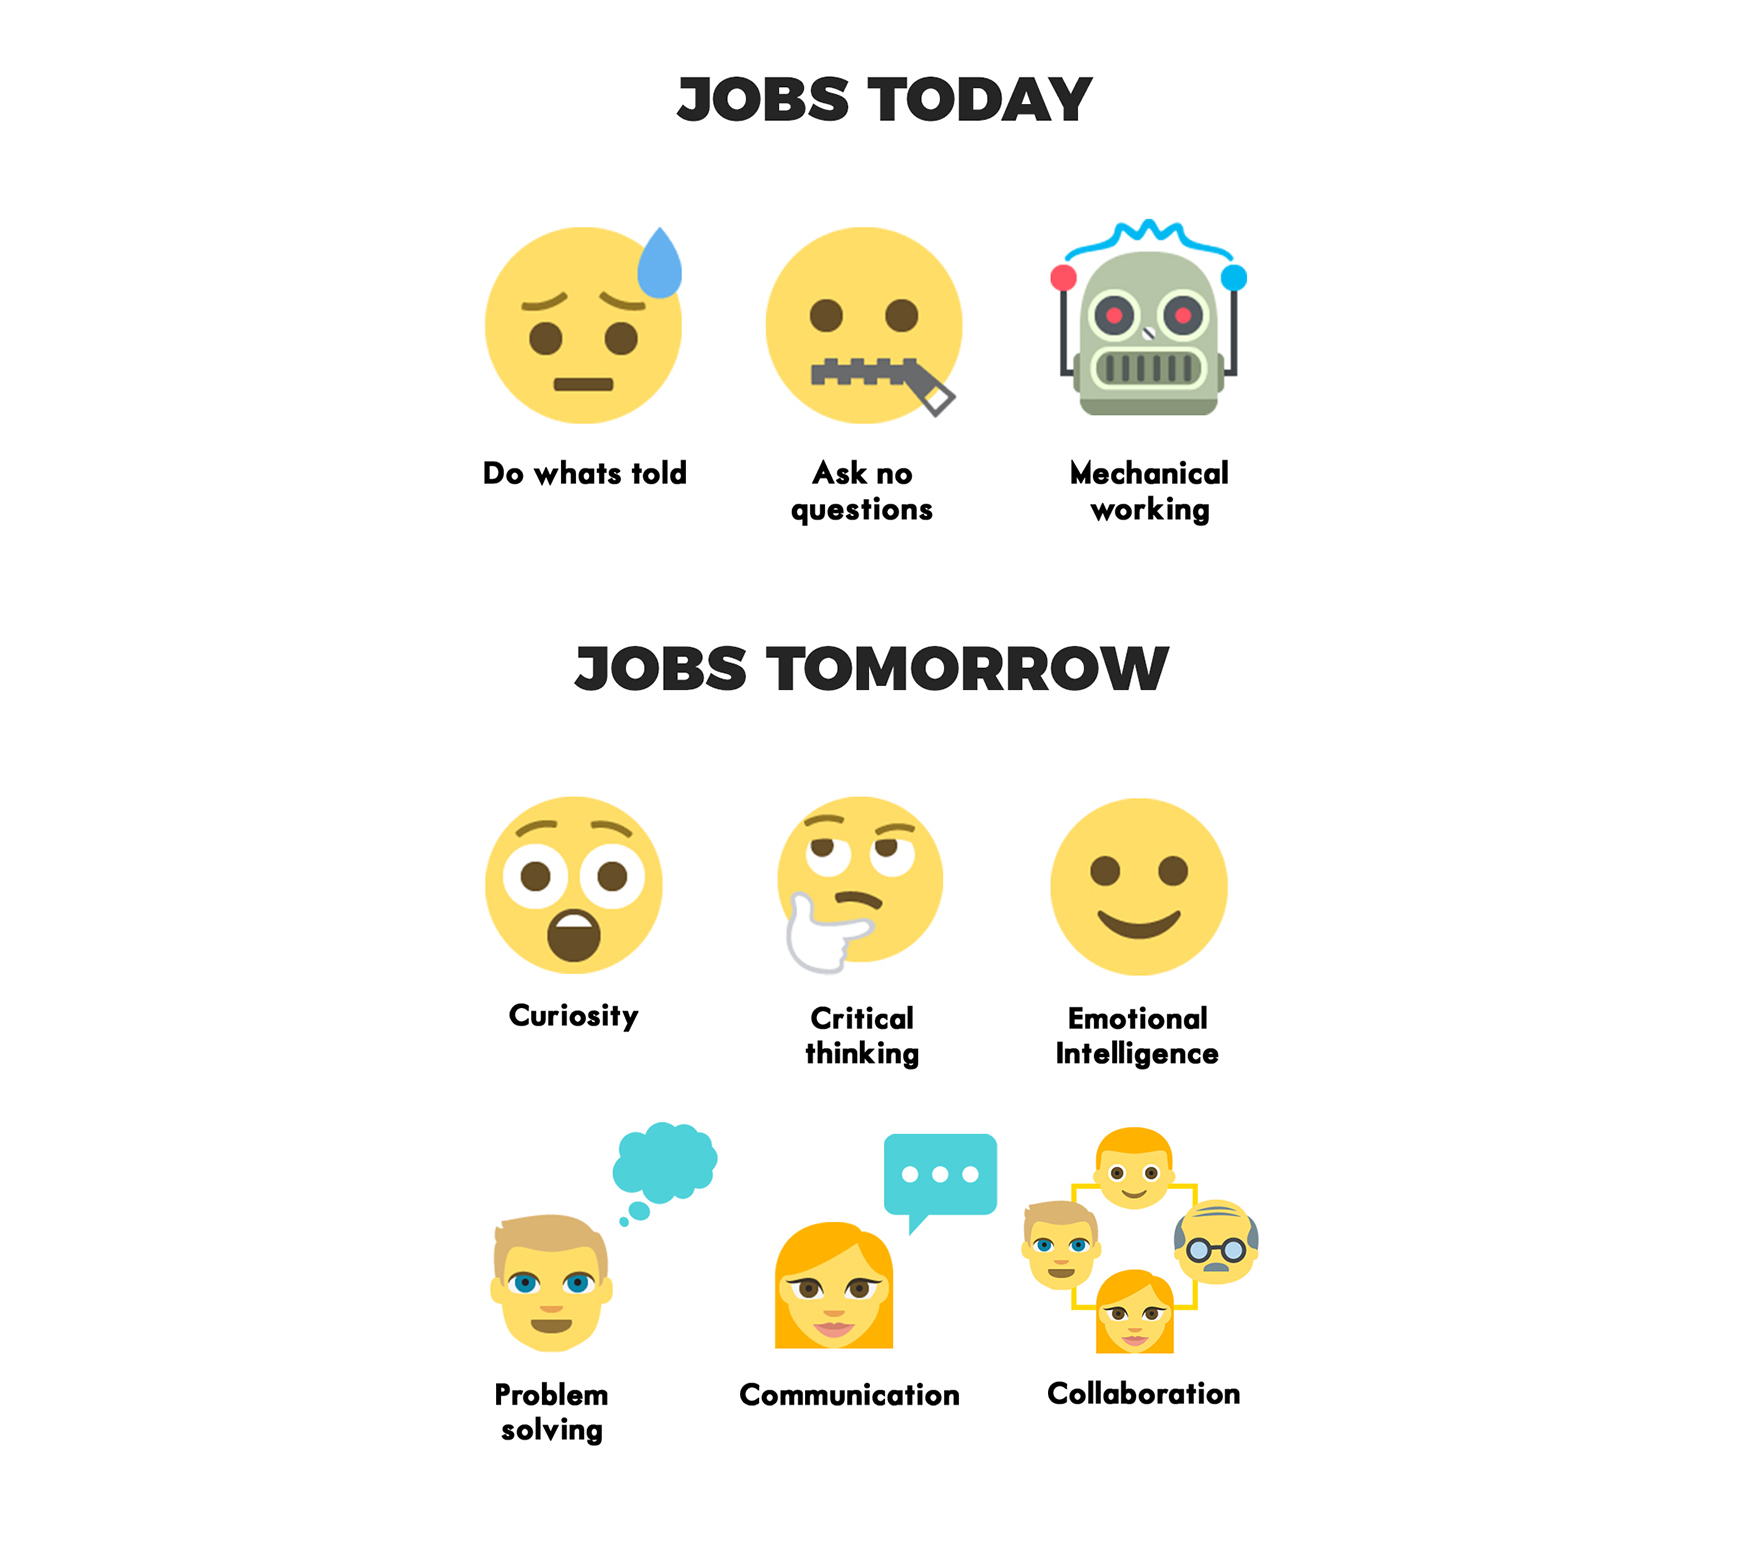 JOBS TODAY
Do whats told
Ask no
questions
Mechanical
working
JOBS TOMORROW
Curiosity
Critical
thinking
Emotional
Intelligence
Problem
solving
Communication
Collaboration